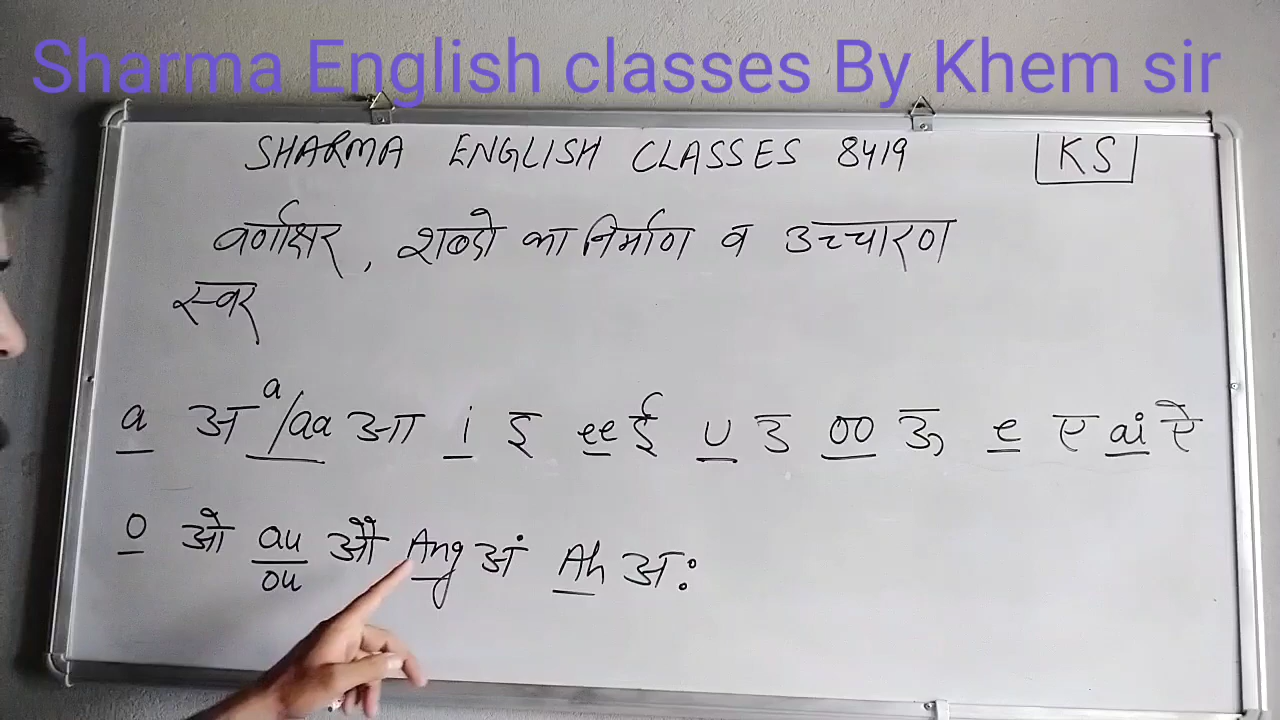 Sharma English classes By Khem sir
SHARMA ENGLISH CLASSES 8419 KS
वर्णाक्षर, शब्दो का निर्माण व उच्चारण
स्वर
a अ a/aa आ i इ ee ई u उ oo ऊ e ए ai ऐ
o ओ au/ou औ Ang अं Ah अः